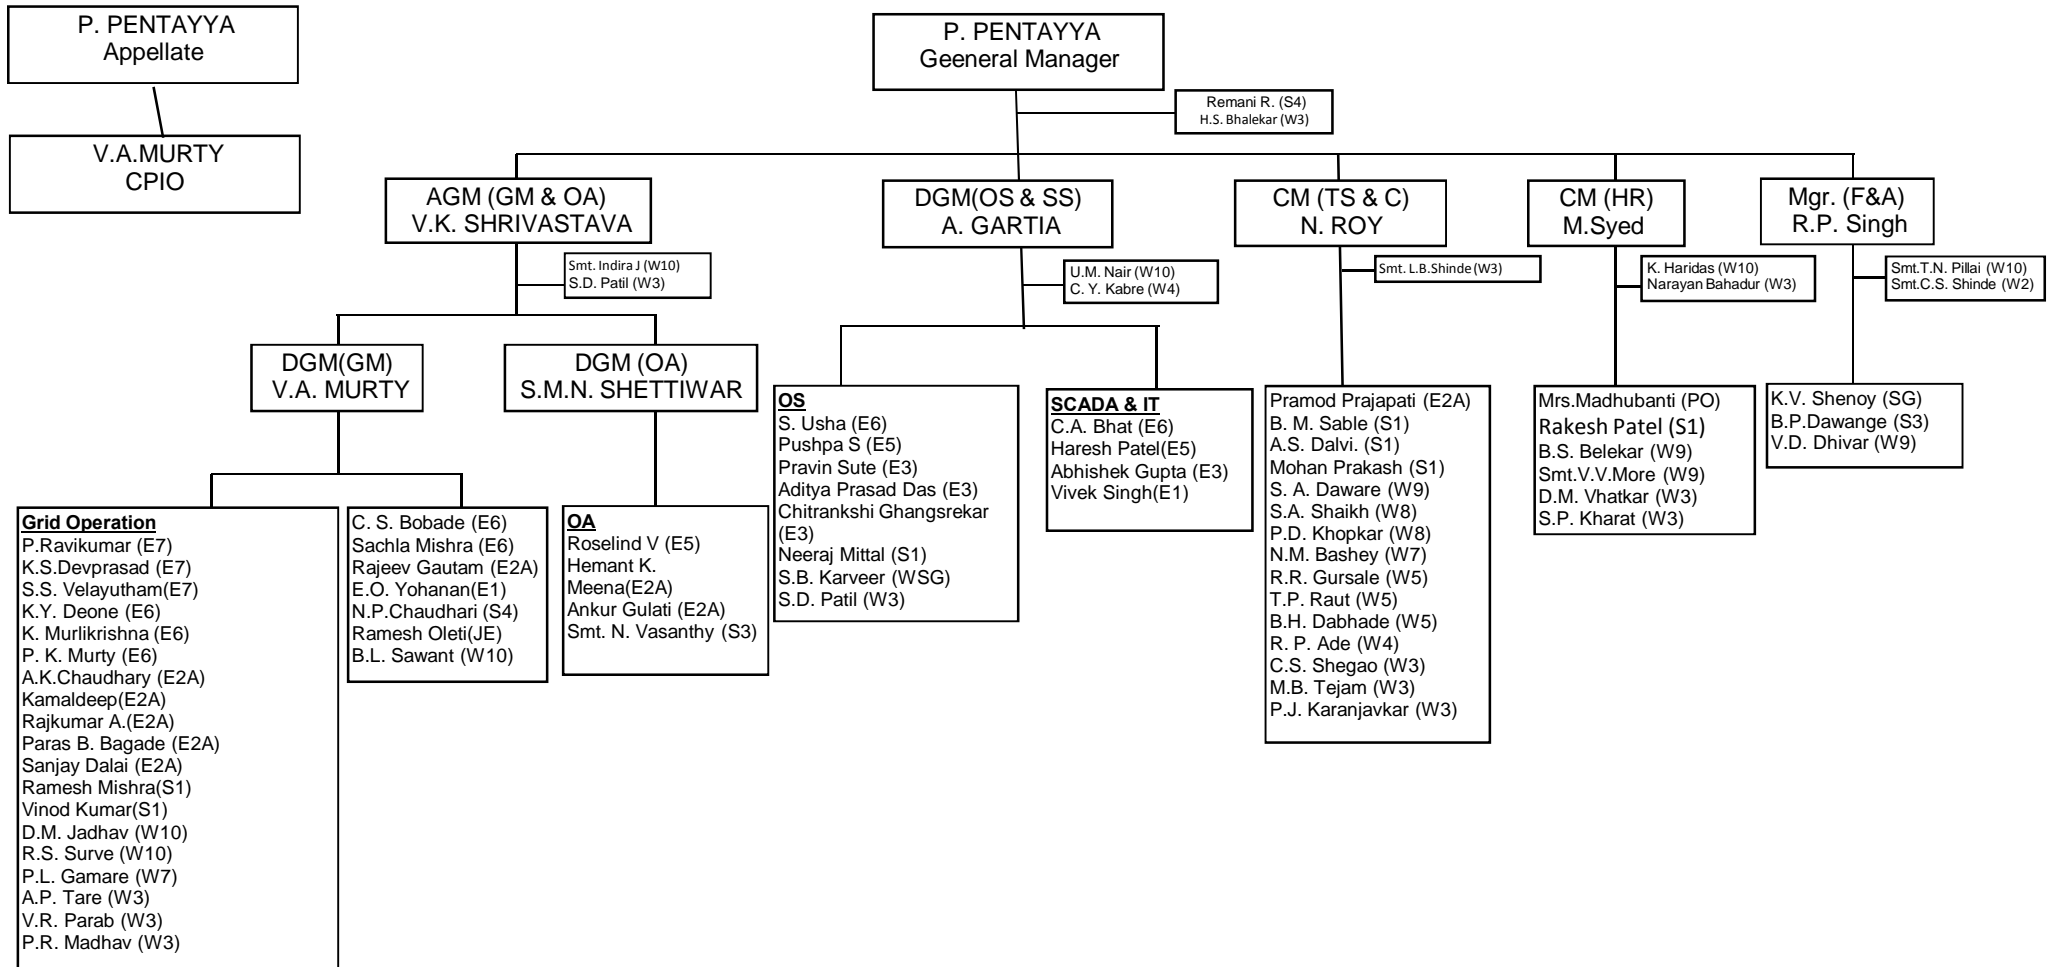 P. PENTAYYA
Appellate
V.A.MURTY
CPIO
P. PENTAYYA
Geeneral Manager
Remani R. (S4)
H.S. Bhalekar (W3)
AGM (GM & OA)
V.K. SHRIVASTAVA
DGM(OS & SS)
A. GARTIA
CM (TS & C)
N. ROY
CM (HR)
M.Syed
Mgr. (F&A)
R.P. Singh
Smt. Indira J (W10)
S.D. Patil (W3)
U.M. Nair (W10)
C. Y. Kabre (W4)
Smt. L.B.Shinde (W3)
K. Haridas (W10)
Narayan Bahadur (W3)
Smt.T.N. Pillai (W10)
Smt.C.S. Shinde (W2)
DGM(GM)
V.A. MURTY
DGM (OA)
S.M.N. SHETTIWAR
Grid Operation
P.Ravikumar (E7)
K.S.Devprasad (E7)
S.S. Velayutham(E7)
K.Y. Deone (E6)
K. Murlikrishna (E6)
P. K. Murty (E6)
A.K.Chaudhary (E2A)
Kamaldeep(E2A)
Rajkumar A.(E2A)
Paras B. Bagade (E2A)
Sanjay Dalai (E2A)
Ramesh Mishra(S1)
Vinod Kumar(S1)
D.M. Jadhav (W10)
R.S. Surve (W10)
P.L. Gamare (W7)
A.P. Tare (W3)
V.R. Parab (W3)
P.R. Madhav (W3)
C. S. Bobade (E6)
Sachla Mishra (E6)
Rajeev Gautam (E2A)
E.O. Yohanan(E1)
N.P.Chaudhari (S4)
Ramesh Oleti(JE)
B.L. Sawant (W10)
OA
Roselind V (E5)
Hemant K.
Meena(E2A)
Ankur Gulati (E2A)
Smt. N. Vasanthy (S3)
OS
S. Usha (E6)
Pushpa S (E5)
Pravin Sute (E3)
Aditya Prasad Das (E3)
Chitrankshi Ghangsrekar
(E3)
Neeraj Mittal (S1)
S.B. Karveer (WSG)
S.D. Patil (W3)
SCADA & IT
C.A. Bhat (E6)
Haresh Patel(E5)
Abhishek Gupta (E3)
Vivek Singh(E1)
Pramod Prajapati (E2A)
B. M. Sable (S1)
A.S. Dalvi. (S1)
Mohan Prakash (S1)
S. A. Daware (W9)
S.A. Shaikh (W8)
P.D. Khopkar (W8)
N.M. Bashey (W7)
R.R. Gursale (W5)
T.P. Raut (W5)
B.H. Dabhade (W5)
R. P. Ade (W4)
C.S. Shegao (W3)
M.B. Tejam (W3)
P.J. Karanjavkar (W3)
Mrs.Madhubanti (PO)
Rakesh Patel (S1)
B.S. Belekar (W9)
Smt.V.V.More (W9)
D.M. Vhatkar (W3)
S.P. Kharat (W3)
K.V. Shenoy (SG)
B.P.Dawange (S3)
V.D. Dhivar (W9)